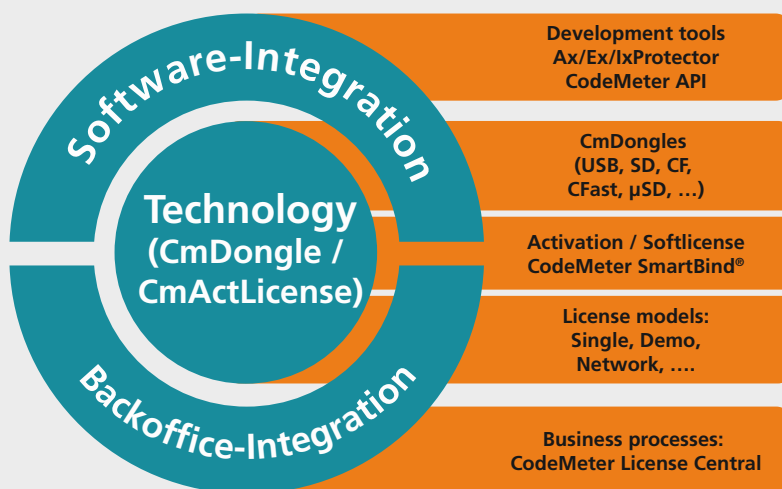 Software-Integration
Technology
(CmDongle /
CmActLicense)
Backoffice-Integration
Development tools
Ax/Ex/IxProtector
CodeMeter API
CmDongles
(USB, SD, CF,
CFast, µSD, …)
Activation / Softlicense
CodeMeter SmartBind®
License models:
Single, Demo,
Network, ….
Business processes:
CodeMeter License Central